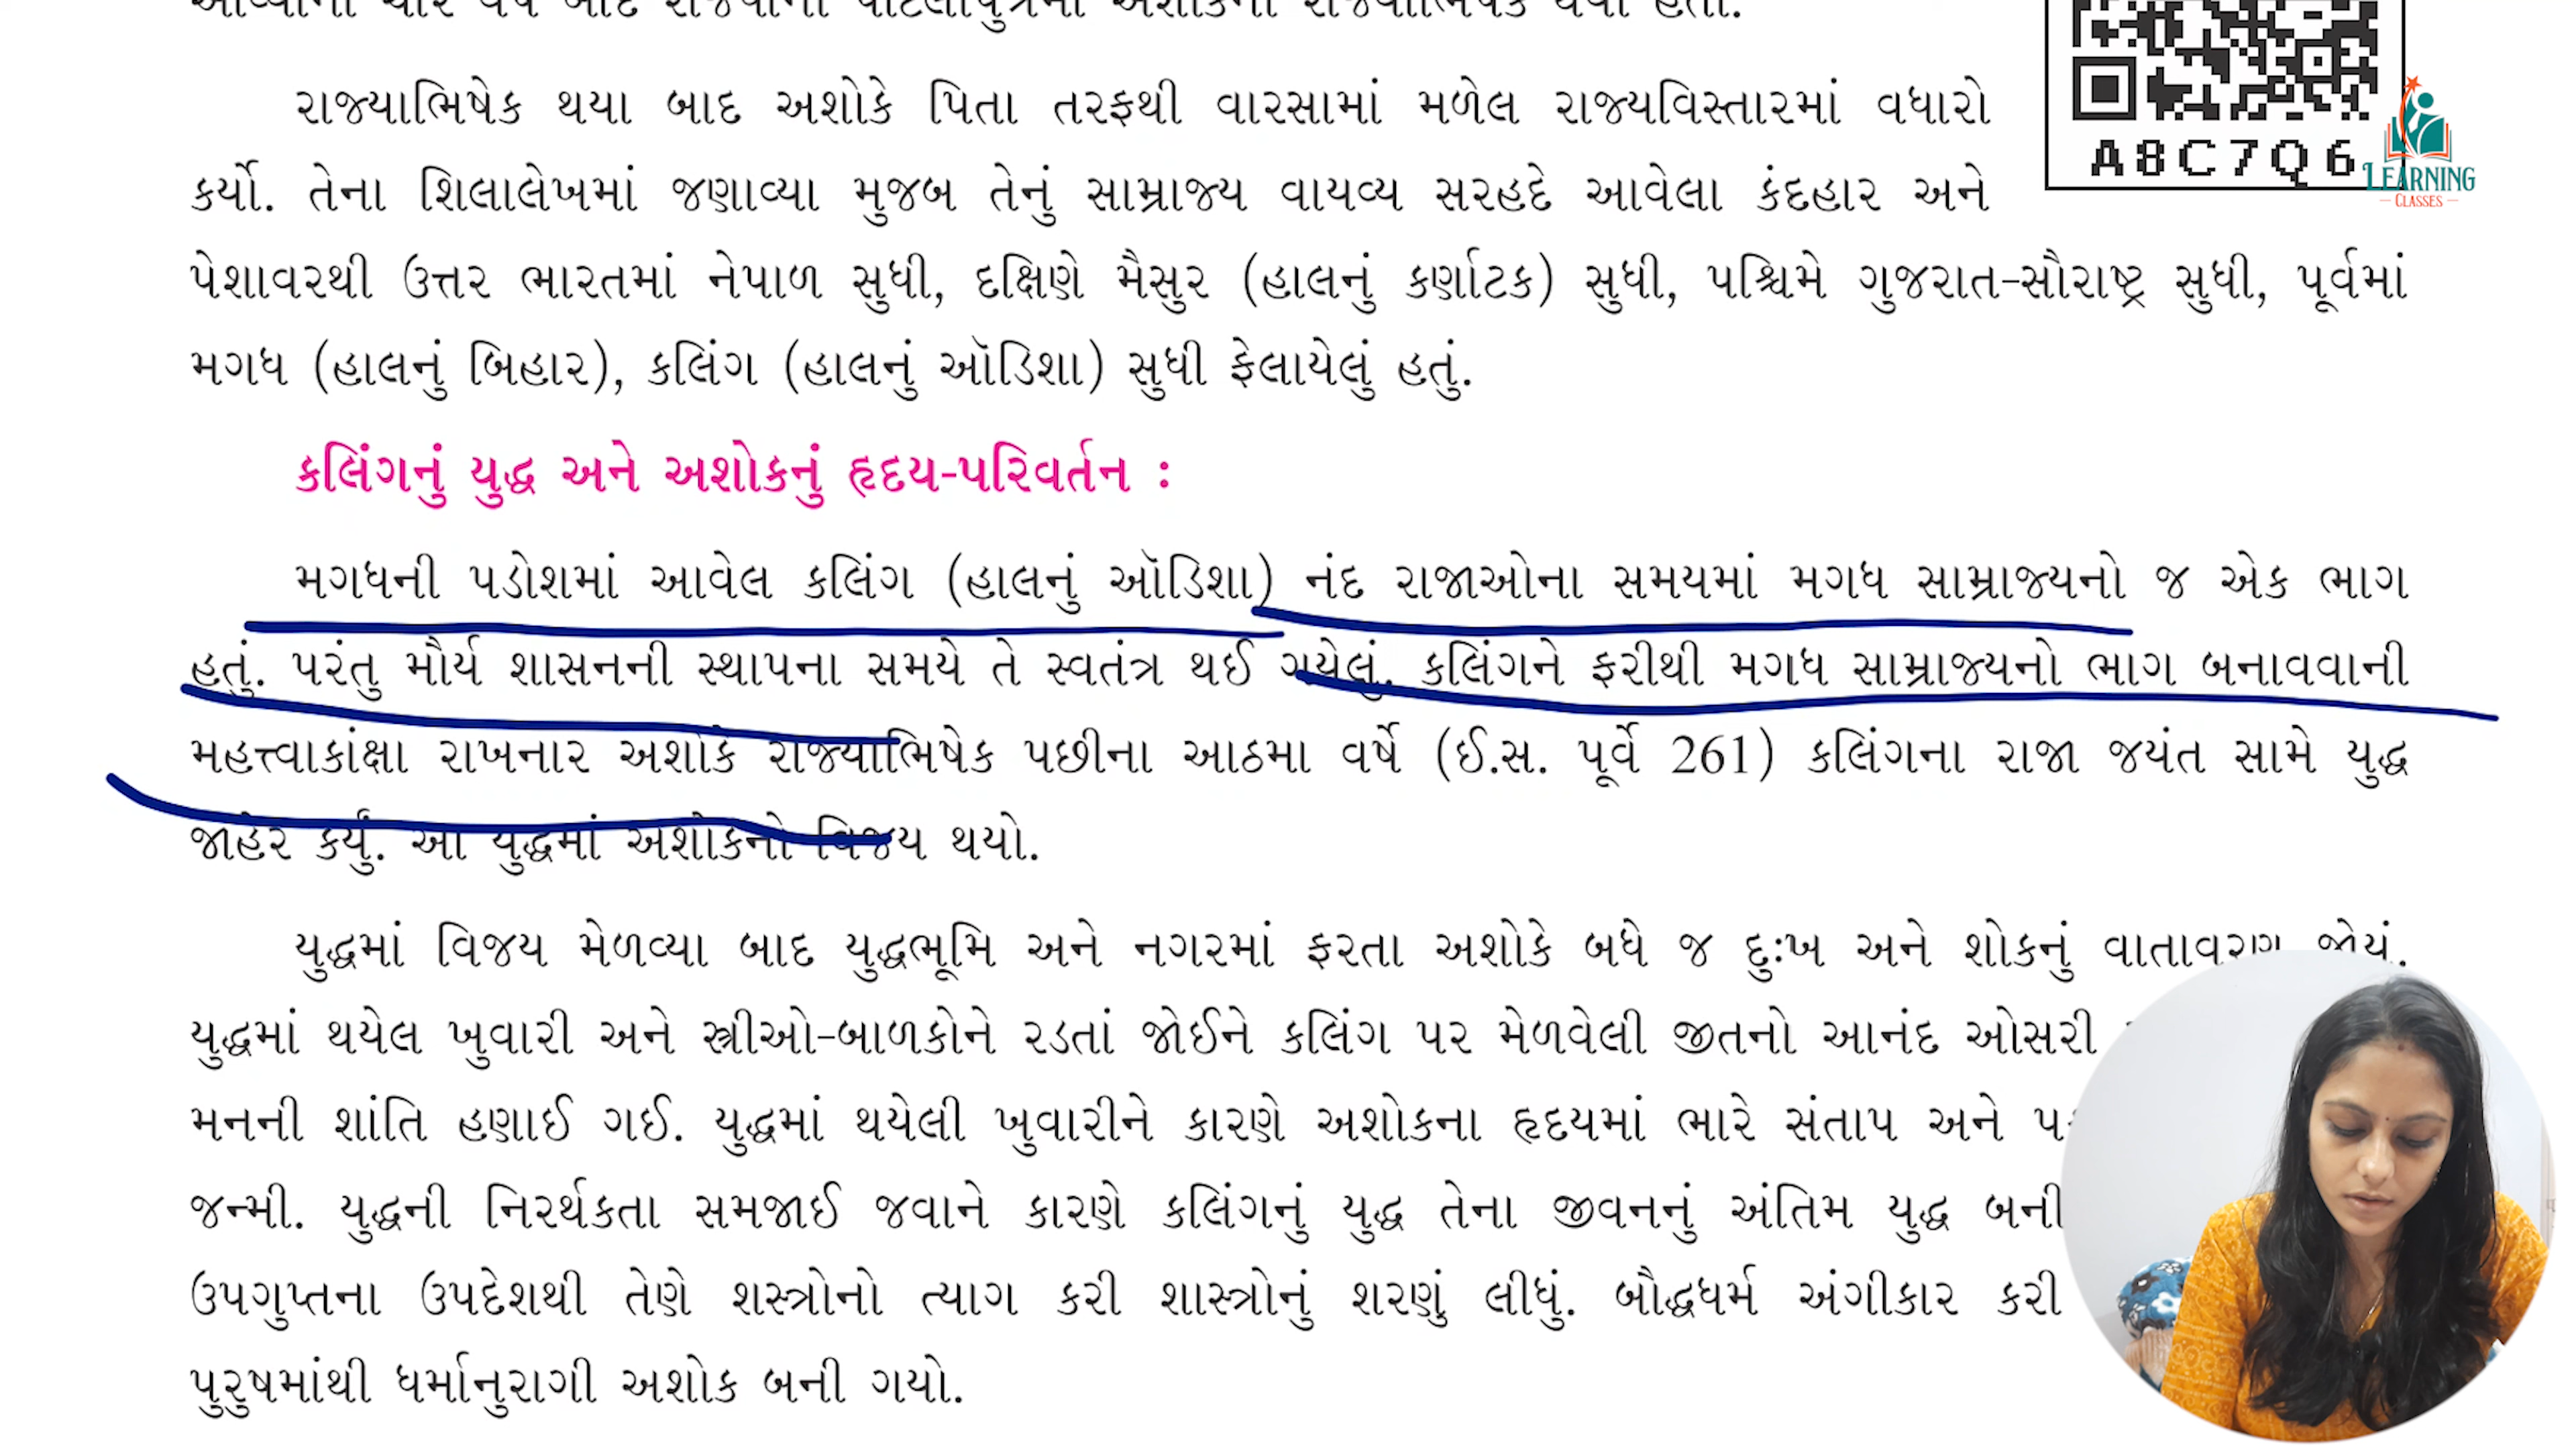 રાજ્યાભિષેક થયા બાદ અશોકે પિતા તરફથી વારસામાં મળેલ રાજ્યવિસ્તારમાં વધારો
A8C7Q6
LEARNING
CLASSES
કર્યો. તેના શિલાલેખમાં જણાવ્યા મુજબ તેનું સામ્રાજ્ય વાયવ્ય સરહદે આવેલા કંદહાર અને
પેશાવરથી ઉત્તર ભારતમાં નેપાળ સુધી, દક્ષિણે મૈસુર (હાલનું કર્ણાટક) સુધી, પશ્ચિમે ગુજરાત-સૌરાષ્ટ્ર સુધી, પૂર્વમાં
મગધ (હાલનું બિહાર), કલિંગ (હાલનું ઑડિશા) સુધી ફેલાયેલું હતું.
કલિંગનું યુદ્ધ અને અશોકનું હૃદય-પરિવર્તન :
મગધની પડોશમાં આવેલ કલિંગ (હાલનું ઑડિશા) નંદ રાજાઓના સમયમાં મગધ સામ્રાજ્યનો જ એક ભાગ
હતું. પરંતુ મૌર્ય શાસનની સ્થાપના સમયે તે સ્વતંત્ર થઈ ગયેલું. કલિંગને ફરીથી મગધ સામ્રાજ્યનો ભાગ બનાવવાની
મહત્ત્વાકાંક્ષા રાખનાર અશોકે રાજ્યાભિષેક પછીના આઠમા વર્ષે (ઈ.સ. પૂર્વે 261) કલિંગના રાજા જયંત સામે યુદ્ધ
જાહેર કર્યું. આ યુદ્ધમાં અશોકનો વિજય થયો.
યુદ્ધમાં વિજય મેળવ્યા બાદ યુદ્ધભૂમિ અને નગરમાં ફરતા અશોકે બધે જ દુઃખ અને શોકનું વાતાવરણ જોયું.
યુદ્ધમાં થયેલ ખુવારી અને સ્ત્રીઓ-બાળકોને રડતાં જોઈને કલિંગ પર મેળવેલી જીતનો આનંદ ઓસરી
મનની શાંતિ હણાઈ ગઈ. યુદ્ધમાં થયેલી ખુવારીને કારણે અશોકના હૃદયમાં ભારે સંતાપ અને
જન્મી. યુદ્ધની નિરર્થકતા સમજાઈ જવાને કારણે કલિંગનું યુદ્ધ તેના જીવનનું અંતિમ યુદ્ધ બની
ઉપગુપ્તના ઉપદેશથી તેણે શસ્ત્રોનો ત્યાગ કરી શાસ્ત્રોનું શરણું લીધું. બૌદ્ધધર્મ અંગીકાર કરી
પુરુષમાંથી ધર્માનુરાગી અશોક બની ગયો.